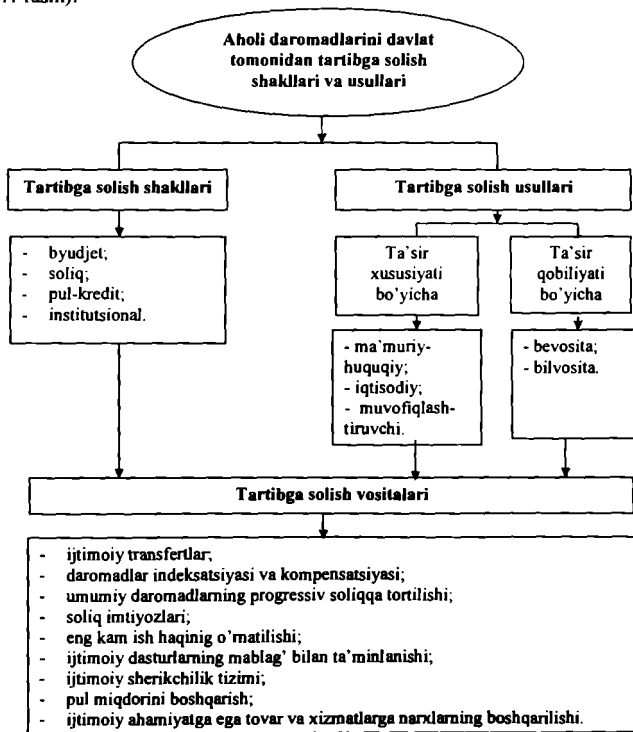 Aholi daromadlarini davlat
tomonidan tartibga solish
shakllari va usullari
Tartibga solish shakllari
Tartibga solish usullari
- byudjet;
- soliq;
- pul-kredit;
- institutsional.
Ta'sir
xususiyati
bo'yicha
Ta'sir
qobiliyati
bo'yicha
- ma'muriy-
huquqiy;
- iqtisodiy;
- muvofiqlash-
tiruvchi.
- bevosita;
- bilvosita.
Tartibga solish vositalari
- ijtimoiy transfertlar;
- daromadlar indeksatsiyasi va kompensatsiyasi;
- umumiy daromadlarning progressiv soliqqa tortilishi;
- soliq imtiyozlari;
- eng kam ish haqining o'rnatilishi;
- ijtimoiy dasturlarning mablag' bilan ta'minlanishi;
- ijtimoiy sherikchilik tizimi;
- pul miqdorini boshqarish;
- ijtimoiy ahamiyatga ega tovar va xizmatlarga narxlarning boshqarilishi.